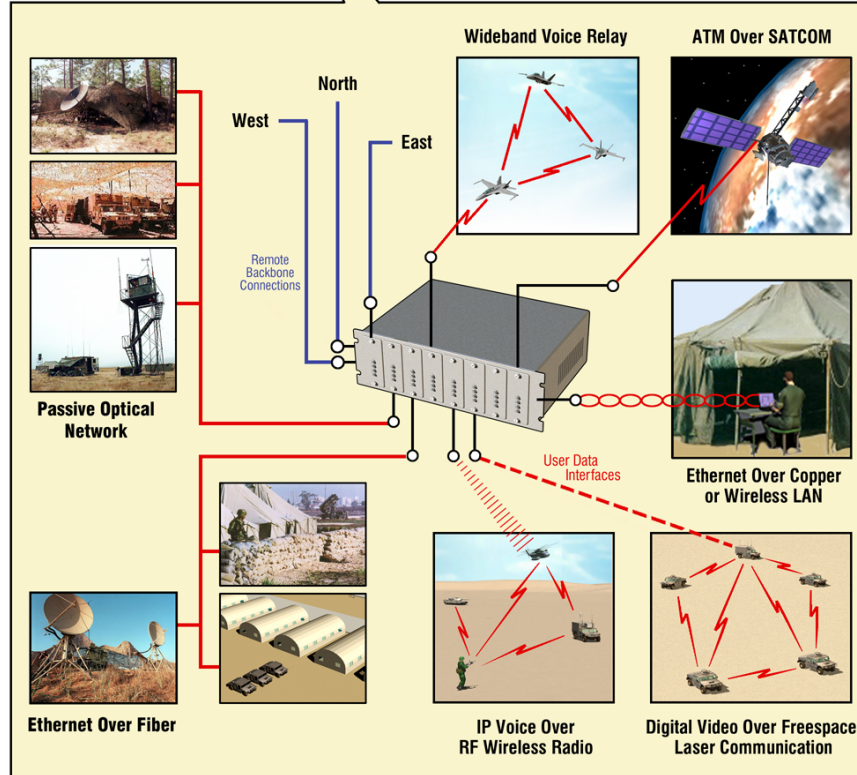 Wideband Voice Relay
ATM Over SATCOM
North
West
East
Remote
Backbone
Connections
Passive Optical
Network
User Data
Interfaces
Ethernet Over Copper
or Wireless LAN
Ethernet Over Fiber
IP Voice Over
RF Wireless Radio
Digital Video Over Freespace
Laser Communication